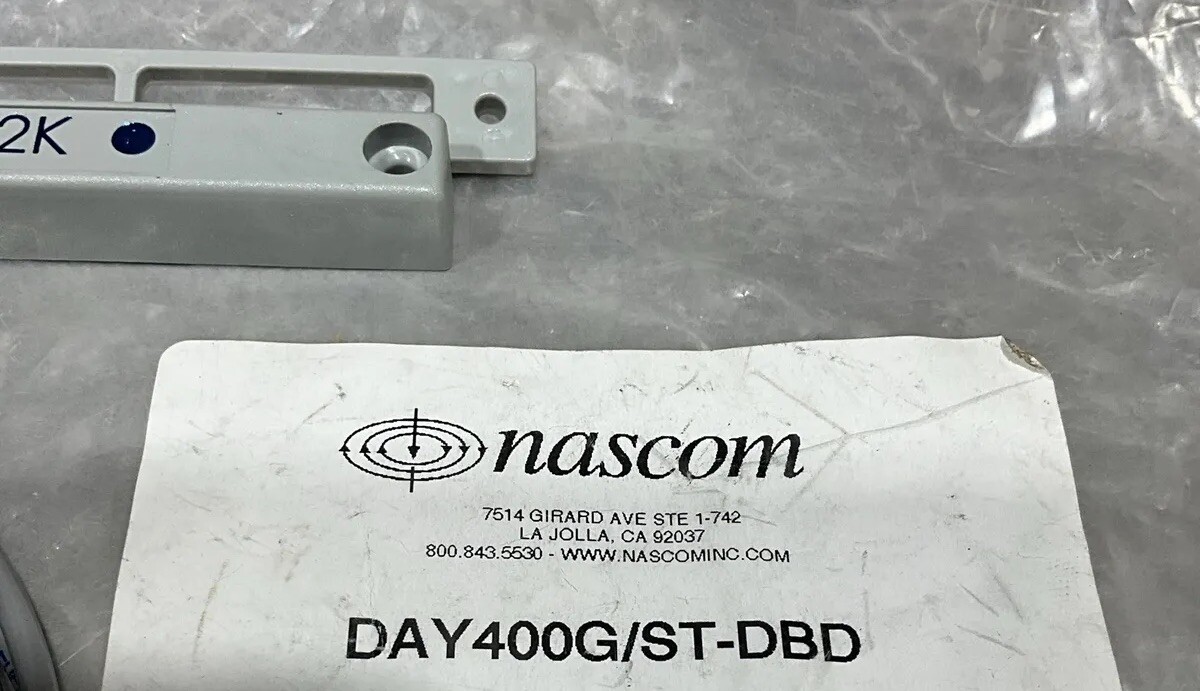 2K
nascom
7514 GIRARD AVE STE 1-742
LA JOLLA, CA 92037
800.843.5530 - WWW.NASCOMINC.COM
DAY400G/ST-DBD